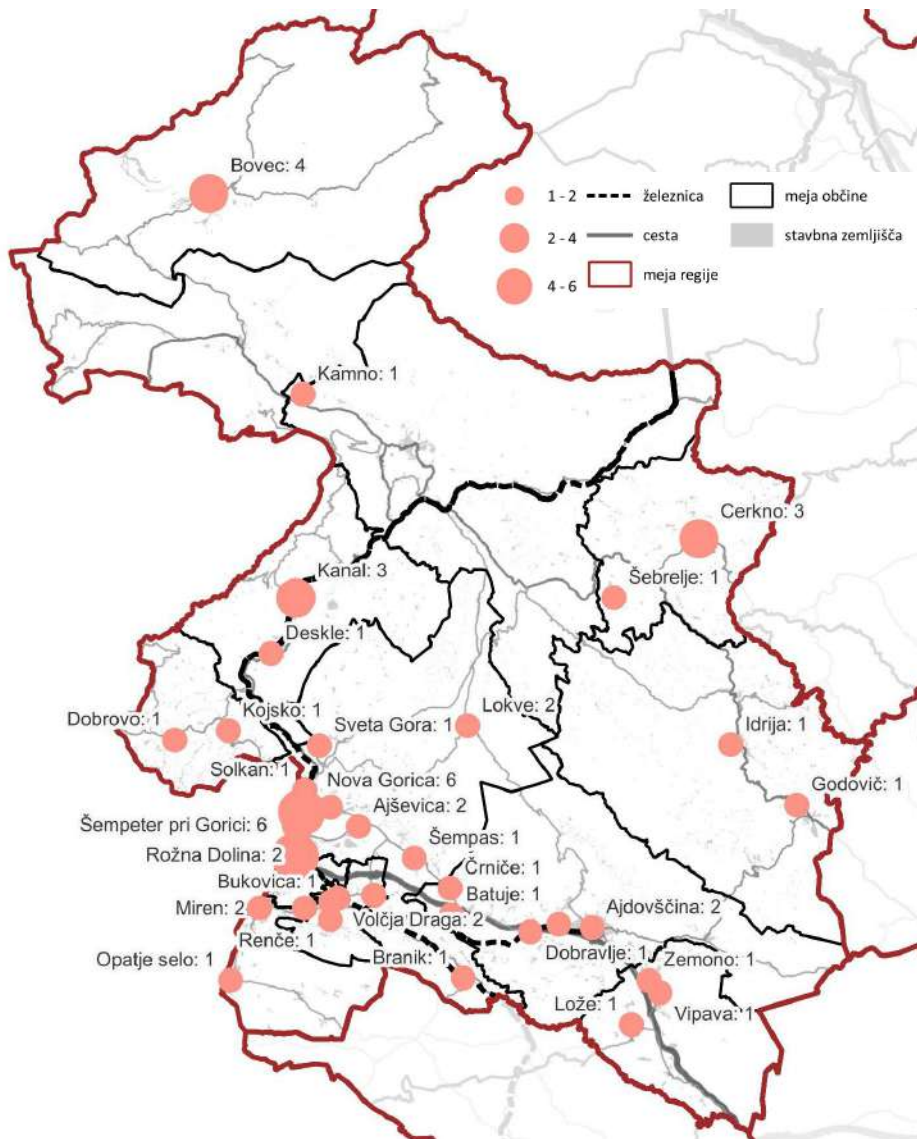 Bovec: 4
1 - 2
železnica
meja občine
2 - 4
cesta
stavbna zemljišča
4 - 6
meja regije
Kamno: 1
Cerkno: 3
Kanal: 3
Šebrelje: 1
Deskle: 1
Dobrovo: 1
Kojsko: 1
Sveta Gora: 1
Lokve: 2
Idrija: 1
Solkan: 1
Nova Gorica: 6
Godovič: 1
Ajševica: 2
Šempeter pri Gorici: 6
Šempas: 1
Rožna Dolina: 2
Črniče: 1
Bukovica: 1
Batuje: 1
Miren: 2
Volčja Draga: 2
Ajdovščina: 2
Renče: 1
Dobravlje: 1
Zemono: 1
Opatje selo: 1
Branik: 1
Lože: 1
Vipava: 1